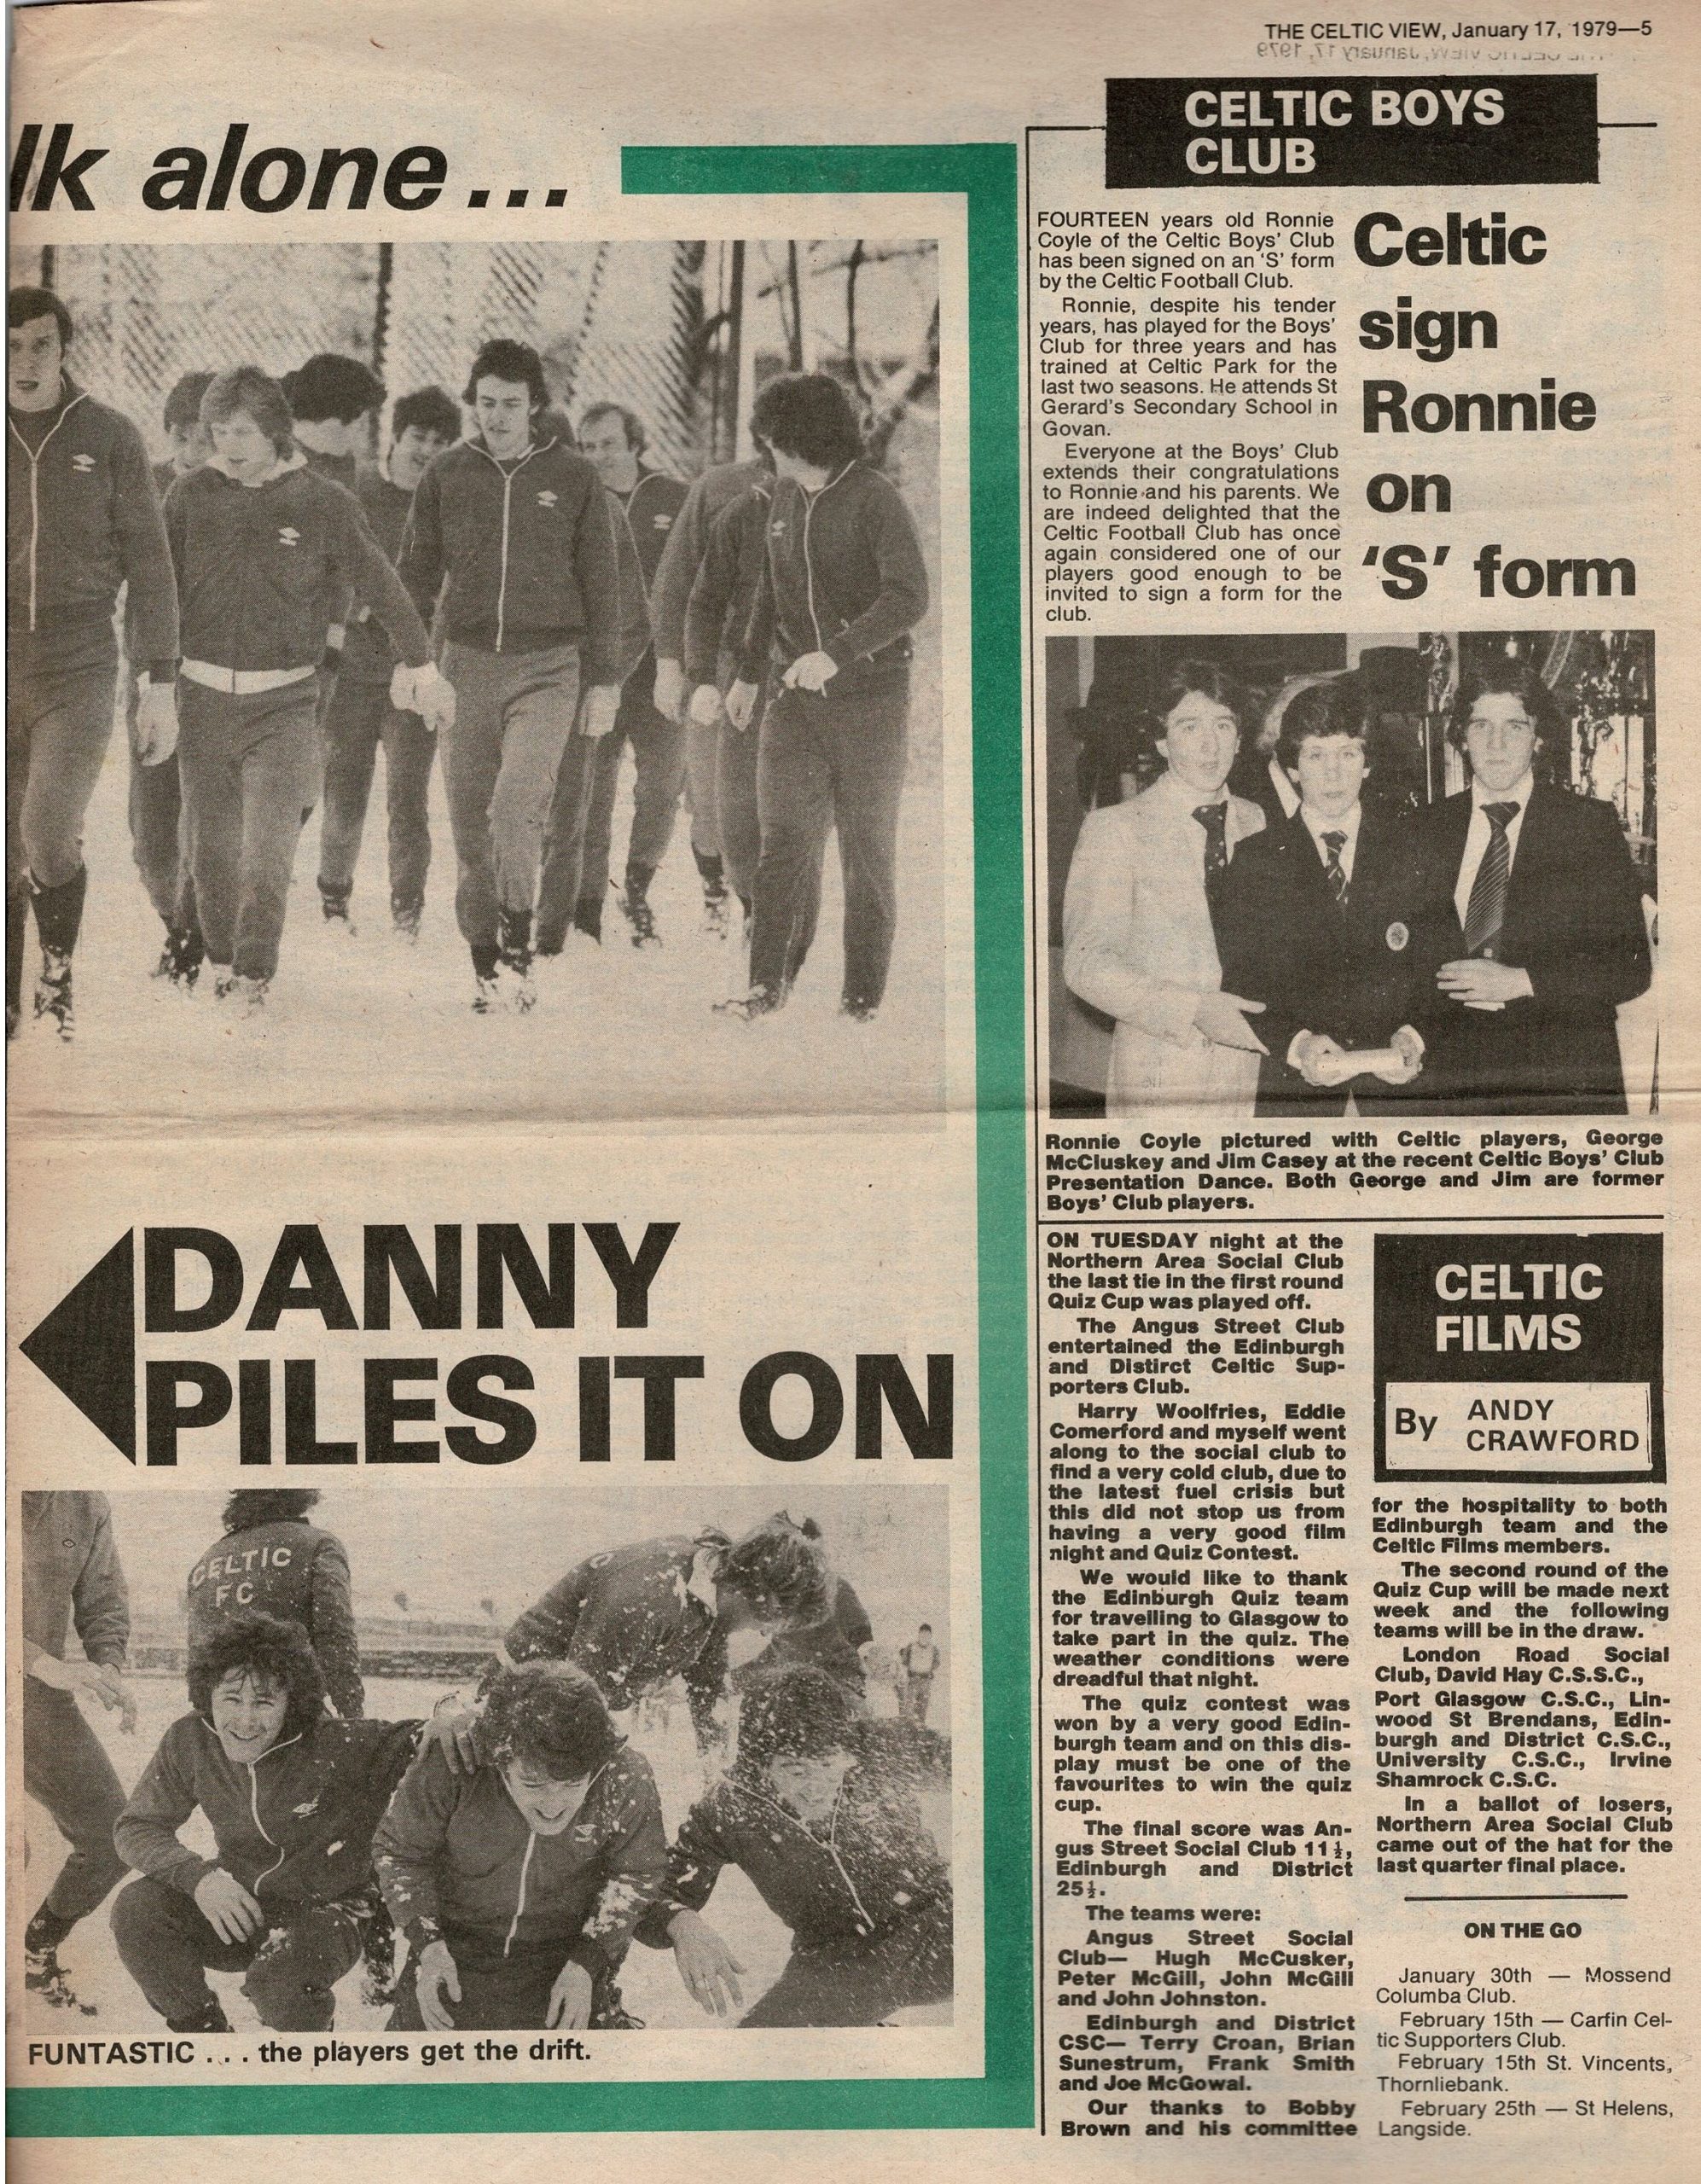 THE CELTIC VIEW, January 17, 1979—5
lk alone...
CELTIC BOYS
CLUB
FOURTEEN years old Ronnie
Coyle of the Celtic Boys' Club
has been signed on an 'S' form
by the Celtic Football Club.
Ronnie, despite his tender
years, has played for the Boys'
Club for three years and has
trained at Celtic Park for the
last two seasons. He attends St
Gerard's Secondary School in
Govan.
Everyone at the Boys' Club
extends their congratulations
to Ronnie and his parents. We
are indeed delighted that the
Celtic Football Club has once
again considered one of our
players good enough to be
invited to sign a form for the
club.
Celtic
sign
Ronnie
on
'S' form
Ronnie Coyle pictured with Celtic players, George
McCluskey and Jim Casey at the recent Celtic Boys' Club
Presentation Dance. Both George and Jim are former
Boys' Club players.
DANNY
PILES IT ON
CELTIC
FC
FUNTASTIC . . . the players get the drift.
CELTIC
FILMS
By ANDY
CRAWFORD
ON TUESDAY night at the
Northern Area Social Club
the last tie in the first round
Quiz Cup was played off.
The Angus Street Club
entertained the Edinburgh
and Distirct Celtic Sup-
porters Club.
Harry Woolfries, Eddie
Comerford and myself went
along to the social club to
find a very cold club, due to
the latest fuel crisis but
this did not stop us from
having a very good film
night and Quiz Contest.
We would like to thank
the Edinburgh Quiz team
for travelling to Glasgow to
take part in the quiz. The
weather conditions were
dreadful that night.
The quiz contest was
won by a very good Edin-
burgh team and on this dis-
play must be one of the
favourites to win the quiz
cup.
The final score was An-
gus Street Social Club 11½,
Edinburgh and District
25½.
The teams were:
Angus Street Social
Club— Hugh McCusker,
Peter McGill, John McGill
and John Johnston.
Edinburgh and District
CSC— Terry Croan, Brian
Sunestrum, Frank Smith
and Joe McGowal.
Our thanks to Bobby
Brown and his committee
for the hospitality to both
Edinburgh team and the
Celtic Films members.
The second round of the
Quiz Cup will be made next
week and the following
teams will be in the draw.
London Road Social
Club, David Hay C.S.S.C.,
Port Glasgow C.S.C., Lin-
wood St Brendans, Edin-
burgh and District C.S.C.,
University C.S.C., Irvine
Shamrock C.S.C.
In a ballot of losers,
Northern Area Social Club
came out of the hat for the
last quarter final place.
ON THE GO
January 30th — Mossend
Columba Club.
February 15th — Carfin Cel-
tic Supporters Club.
February 15th St. Vincents,
Thornliebank.
February 25th — St Helens,
Langside.